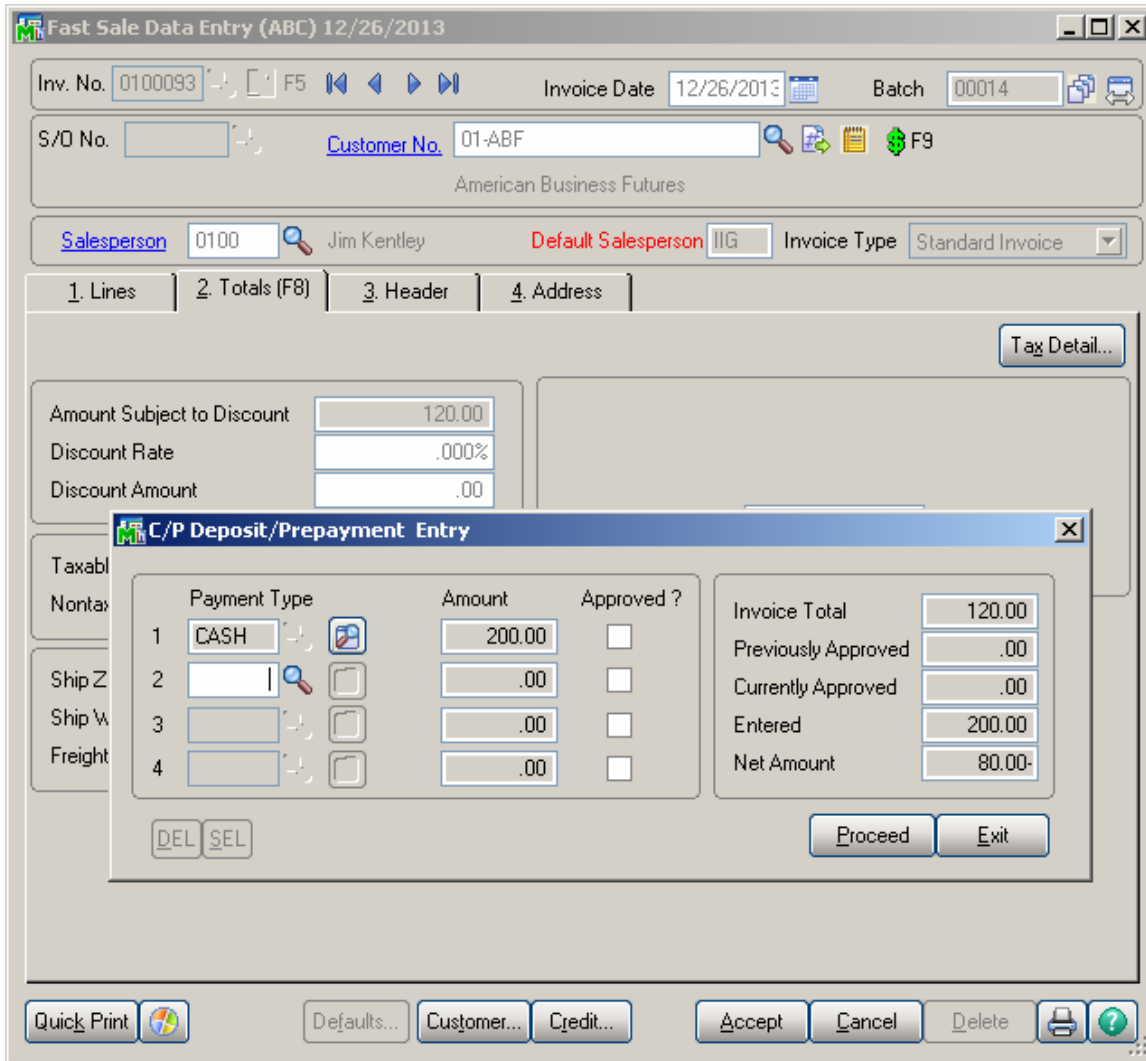 Fast Sale Data Entry (ABC) 12/26/2013
Inv. No. 0100093 F5 Invoice Date 12/26/2013 Batch 00014
S/O No. Customer No. 01-ABF F9
American Business Futures
Salesperson 0100 Jim Kentley Default Salesperson IIG Invoice Type Standard Invoice
1. Lines 2. Totals (F8) 3. Header 4. Address
Tax Detail...
Amount Subject to Discount 120.00
Discount Rate .000%
Discount Amount .00
C/P Deposit/Prepayment Entry
Taxabl
Nontax
Ship Z
Ship W
Freight
Payment Type Amount Approved ?
1 CASH 200.00
2 .00
3 .00
4 .00
Invoice Total 120.00
Previously Approved .00
Currently Approved .00
Entered 200.00
Net Amount 80.00-
DEL SEL Proceed Exit
Quick Print Defaults... Customer... Credit... Accept Cancel Delete